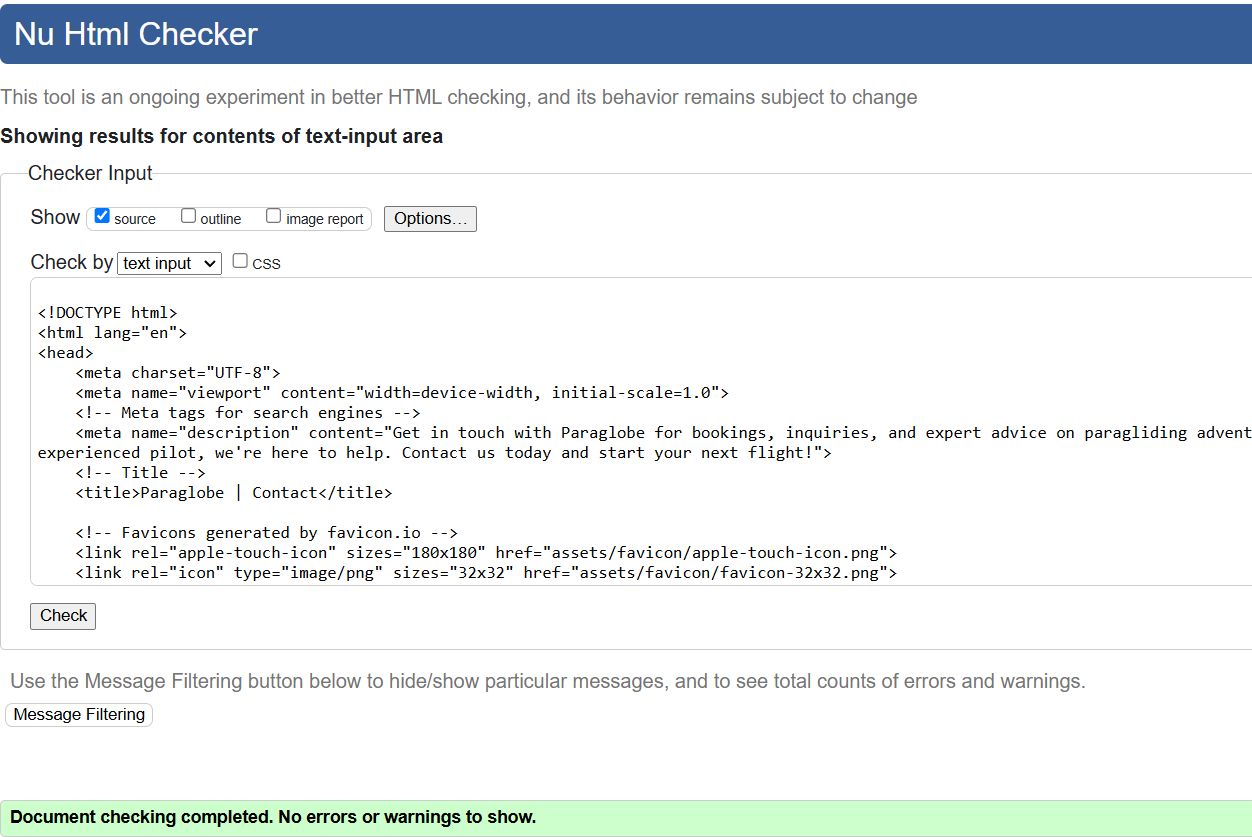 Nu Html Checker
This tool is an ongoing experiment in better HTML checking, and its behavior remains subject to change
Showing results for contents of text-input area
Checker Input
Show source outline image report Options...
Check by text input CSS
<!DOCTYPE html>
<html lang="en">
<head>
    <meta charset="UTF-8">
    <meta name="viewport" content="width=device-width, initial-scale=1.0">
    <!-- Meta tags for search engines -->
    <meta name="description" content="Get in touch with Paraglobe for bookings, inquiries, and expert advice on paragliding advent
experienced pilot, we're here to help. Contact us today and start your next flight!">
    <!-- Title -->
    <title>Paraglobe | Contact</title>
    <!-- Favicons generated by favicon.io -->
    <link rel="apple-touch-icon" sizes="180x180" href="assets/favicon/apple-touch-icon.png">
    <link rel="icon" type="image/png" sizes="32x32" href="assets/favicon/favicon-32x32.png">
Check
Use the Message Filtering button below to hide/show particular messages, and to see total counts of errors and warnings.
Message Filtering
Document checking completed. No errors or warnings to show.